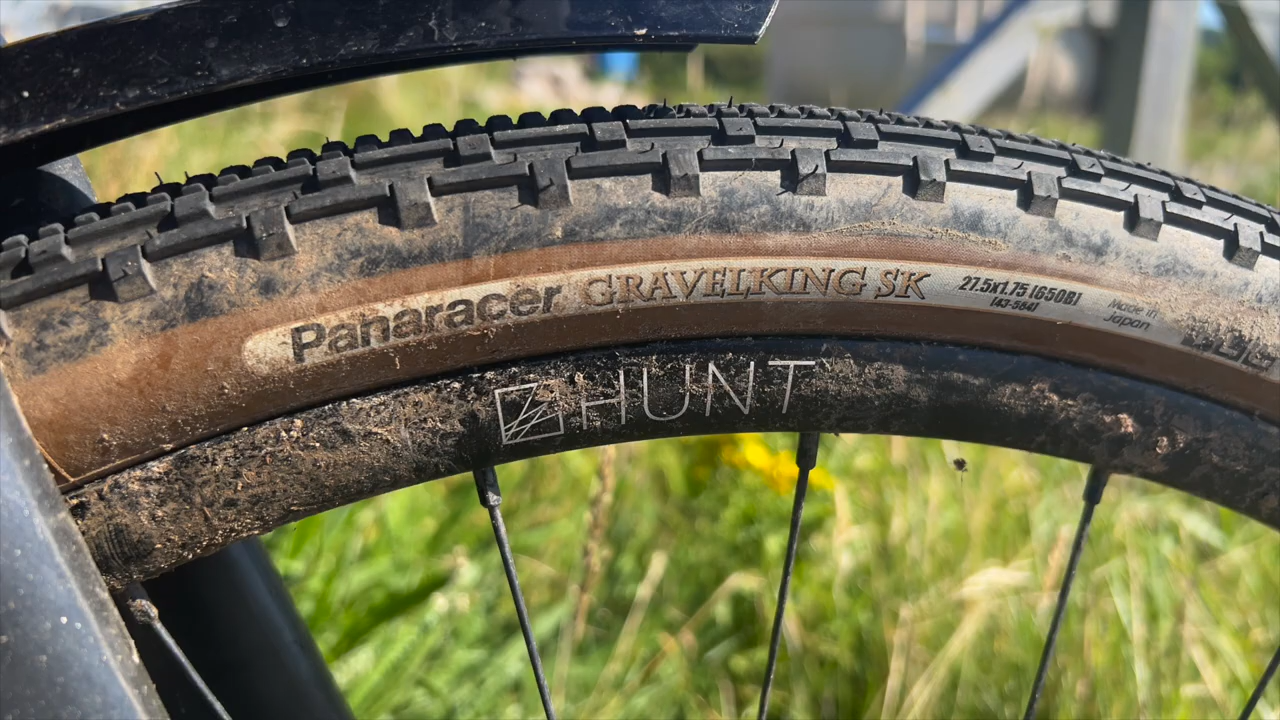 Panaracer GRAVELKING SK 27.5x1.75 [650B]
[43-584]
Made in
Japan
HUNT